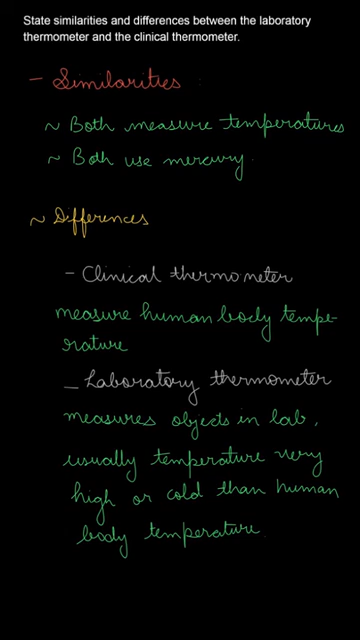 State similarities and differences between the laboratory
thermometer and the clinical thermometer.
- Similarities :
~ Both measure temperatures
~ Both use mercury.
~ Differences
- Clinical thermometer
measure human body tempe-
rature
- Laboratory thermometer
measures objects in lab,
usually temperature very
high or cold than human
body temperature.